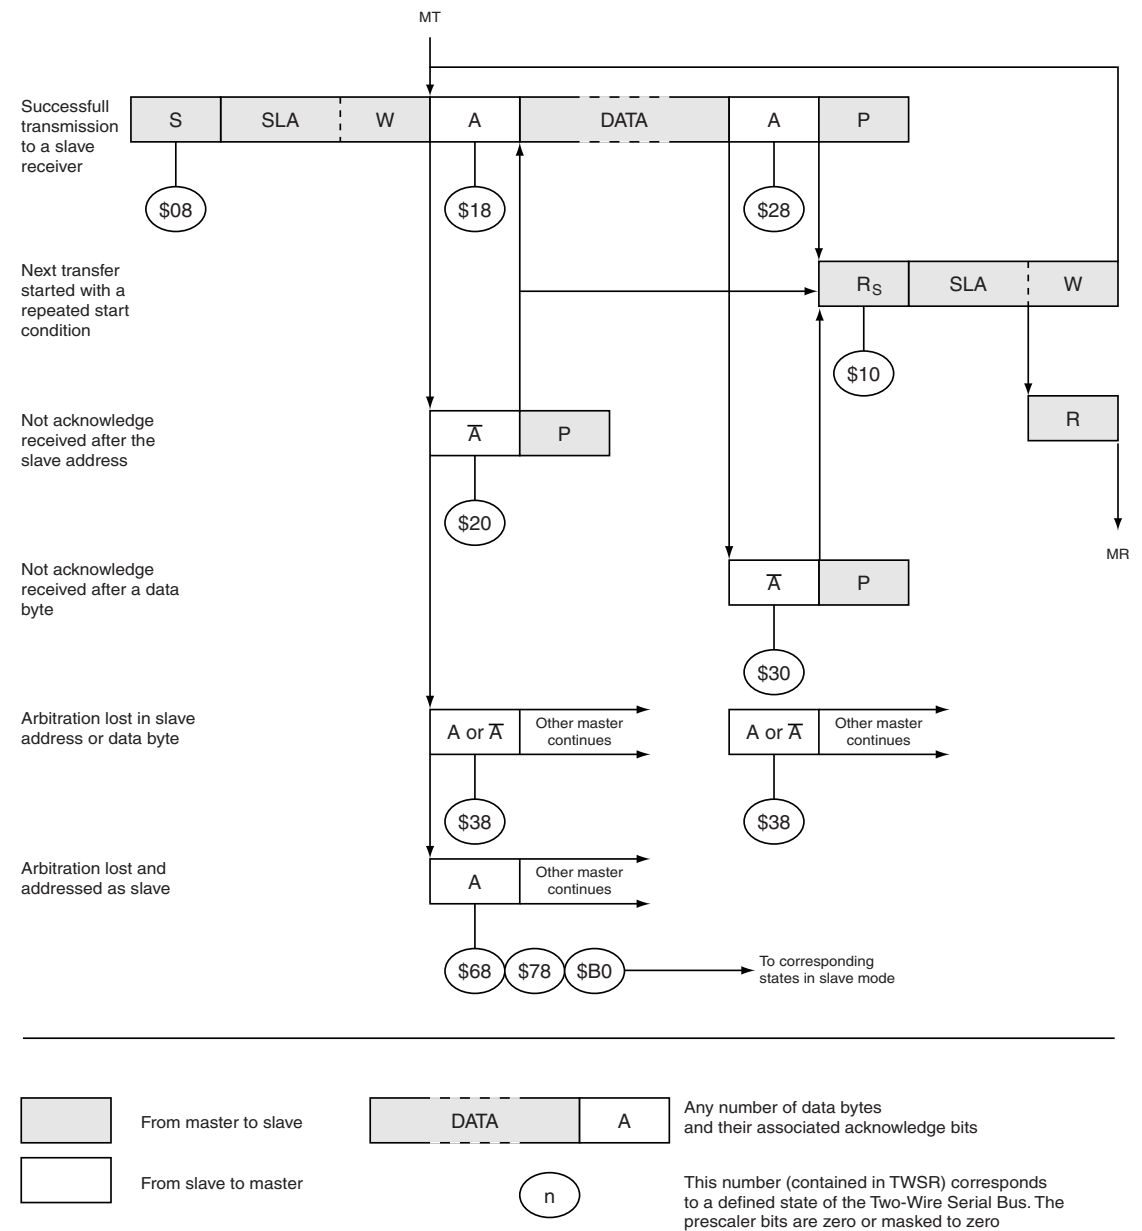 MT
Successfull
transmission
to a slave
receiver
S SLA W A DATA A P
$08 $18 $28
Next transfer
started with a
repeated start
condition
RS SLA W
$10
Not acknowledge
received after the
slave address
A̅ P
R
$20
MR
Not acknowledge
received after a data
byte
A̅ P
$30
Arbitration lost in slave
address or data byte
A or A̅
Other master
continues
A or A̅
Other master
continues
$38 $38
Arbitration lost and
addressed as slave
A
Other master
continues
$68 $78 $B0
To corresponding
states in slave mode
From master to slave
DATA A
Any number of data bytes
and their associated acknowledge bits
From slave to master
n
This number (contained in TWSR) corresponds
to a defined state of the Two-Wire Serial Bus. The
prescaler bits are zero or masked to zero